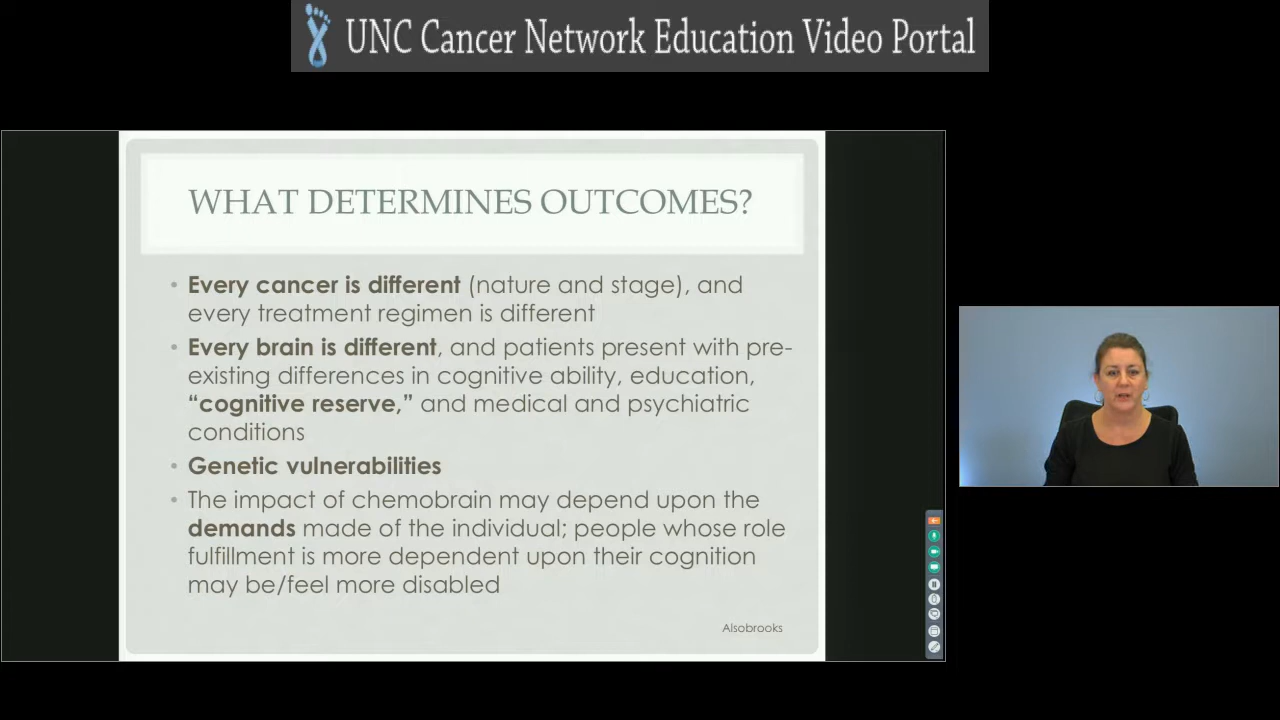 UNC Cancer Network Education Video Portal
WHAT DETERMINES OUTCOMES?
• Every cancer is different (nature and stage), and
every treatment regimen is different
• Every brain is different, and patients present with pre-
existing differences in cognitive ability, education,
“cognitive reserve,” and medical and psychiatric
conditions
• Genetic vulnerabilities
• The impact of chemobrain may depend upon the
demands made of the individual; people whose role
fulfillment is more dependent upon their cognition
may be/feel more disabled
Alsobrooks